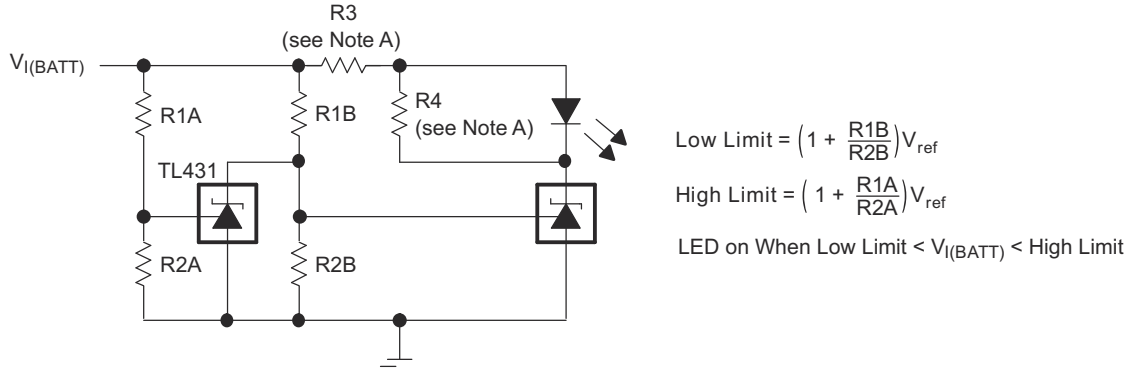 R3
(see Note A)
V_I(BATT)
R1A
R1B
R4
(see Note A)
TL431
R2A
R2B
Low Limit = (1 + R1B/R2B) V_ref
High Limit = (1 + R1A/R2A) V_ref
LED on When Low Limit < V_I(BATT) < High Limit